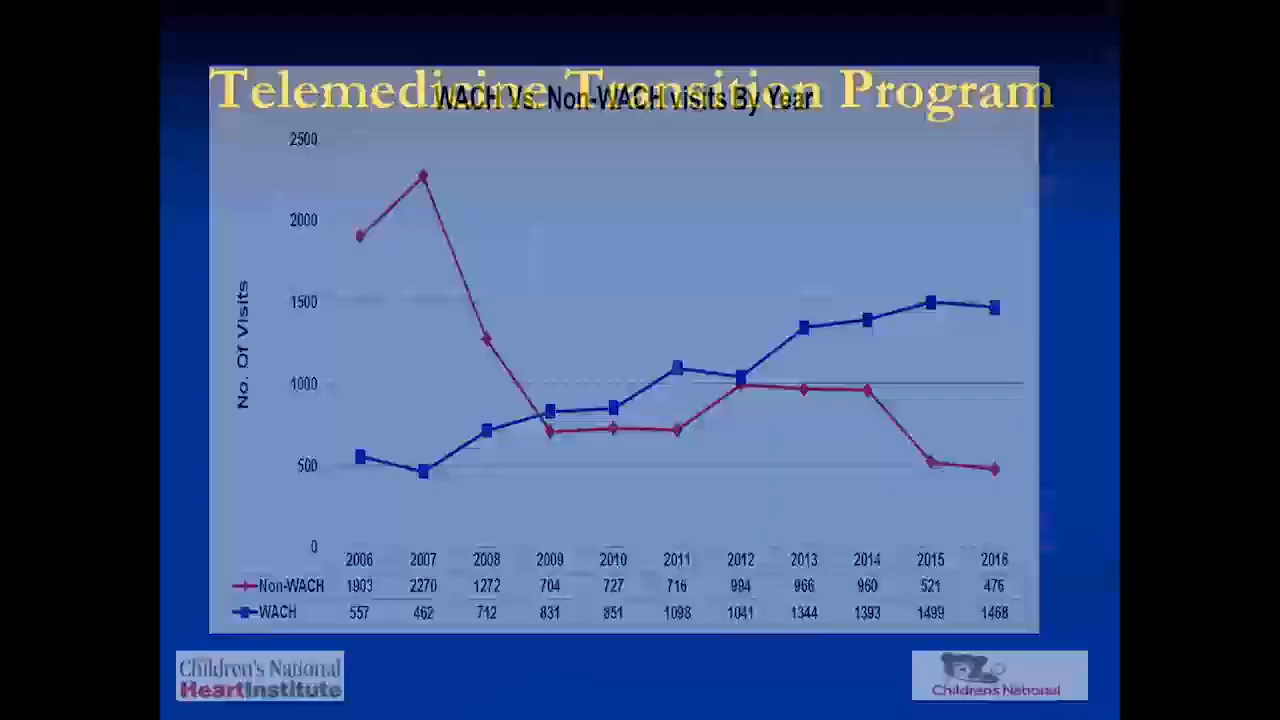 Telemedicine Transition Program
WACH Vs. Non-WACH visits By Year
No. Of Visits
2500
2000
1500
1000
500
0
2006 2007 2008 2009 2010 2011 2012 2013 2014 2015 2016
Non-WACH 1903 2270 1272 704 727 716 994 966 960 521 476
WACH 557 462 712 831 851 1098 1041 1344 1393 1499 1468
Children's National
HeartInstitute
Children's National